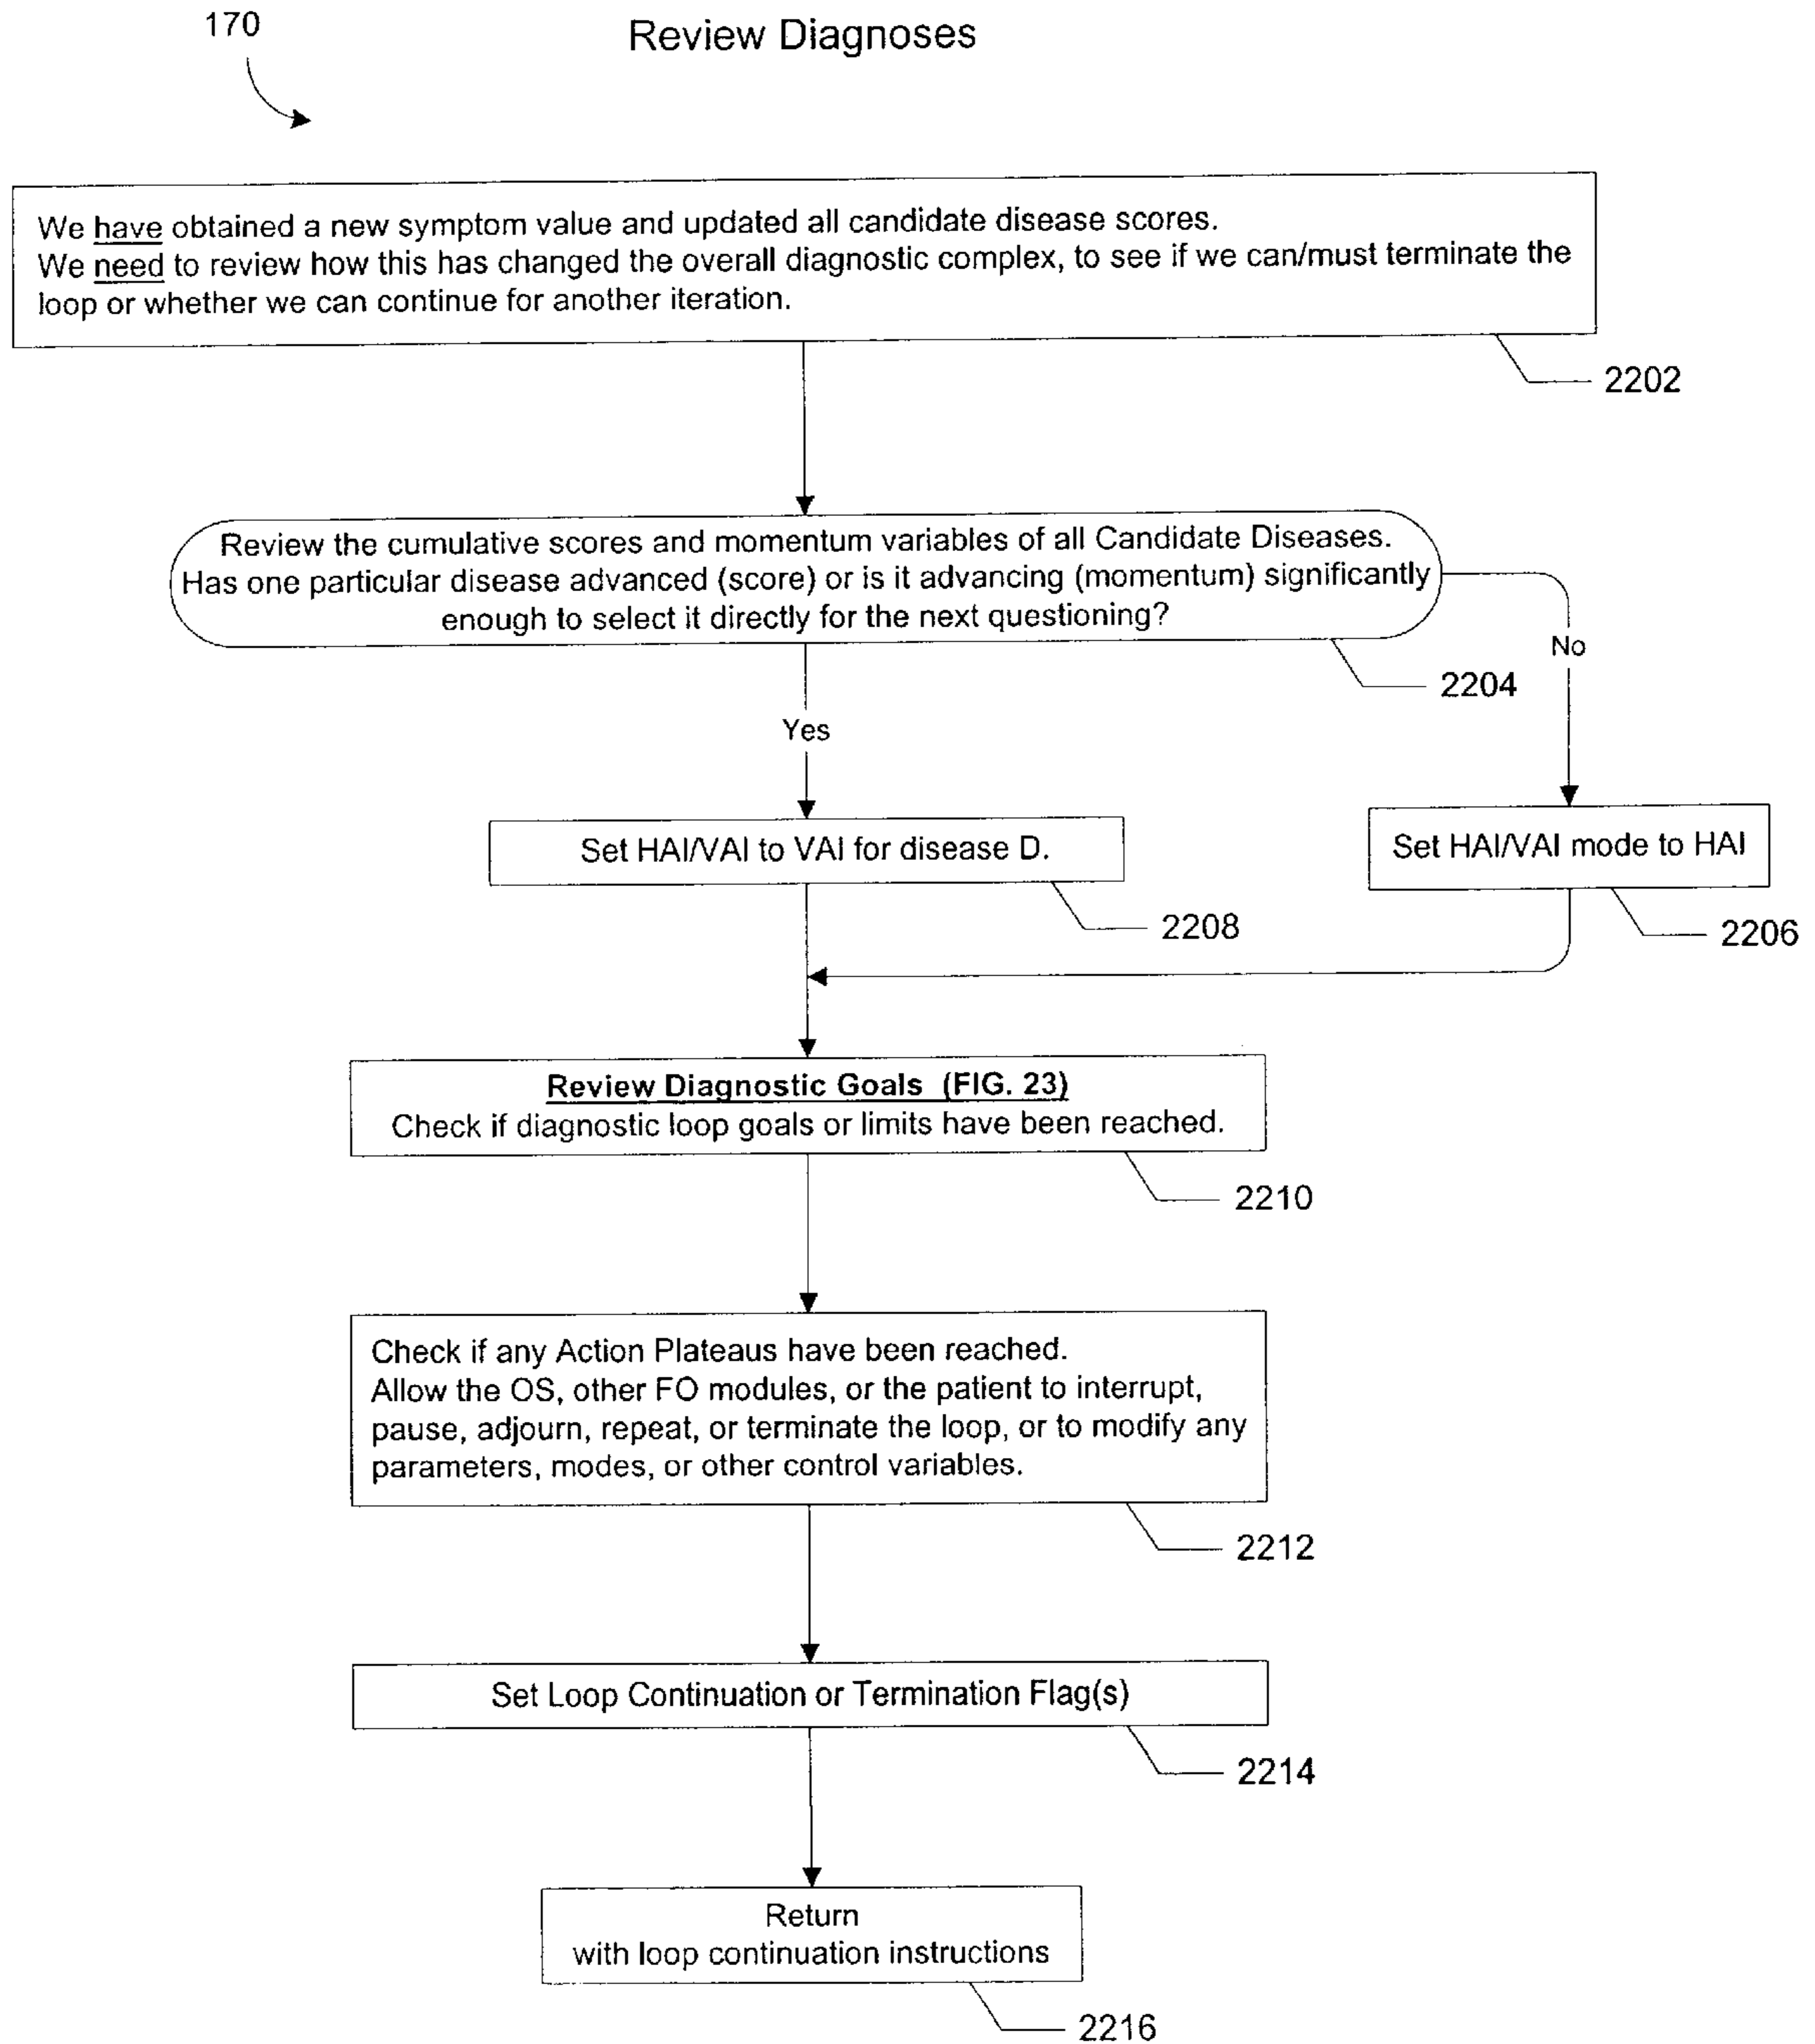 170
Review Diagnoses
We have obtained a new symptom value and updated all candidate disease scores.
We need to review how this has changed the overall diagnostic complex, to see if we can/must terminate the
loop or whether we can continue for another iteration.
2202
Review the cumulative scores and momentum variables of all Candidate Diseases.
Has one particular disease advanced (score) or is it advancing (momentum) significantly
enough to select it directly for the next questioning?
No
2204
Yes
Set HAI/VAI to VAI for disease D.
Set HAI/VAI mode to HAI
2208
2206
Review Diagnostic Goals (FIG. 23)
Check if diagnostic loop goals or limits have been reached.
2210
Check if any Action Plateaus have been reached.
Allow the OS, other FO modules, or the patient to interrupt,
pause, adjourn, repeat, or terminate the loop, or to modify any
parameters, modes, or other control variables.
2212
Set Loop Continuation or Termination Flag(s)
2214
Return
with loop continuation instructions
2216